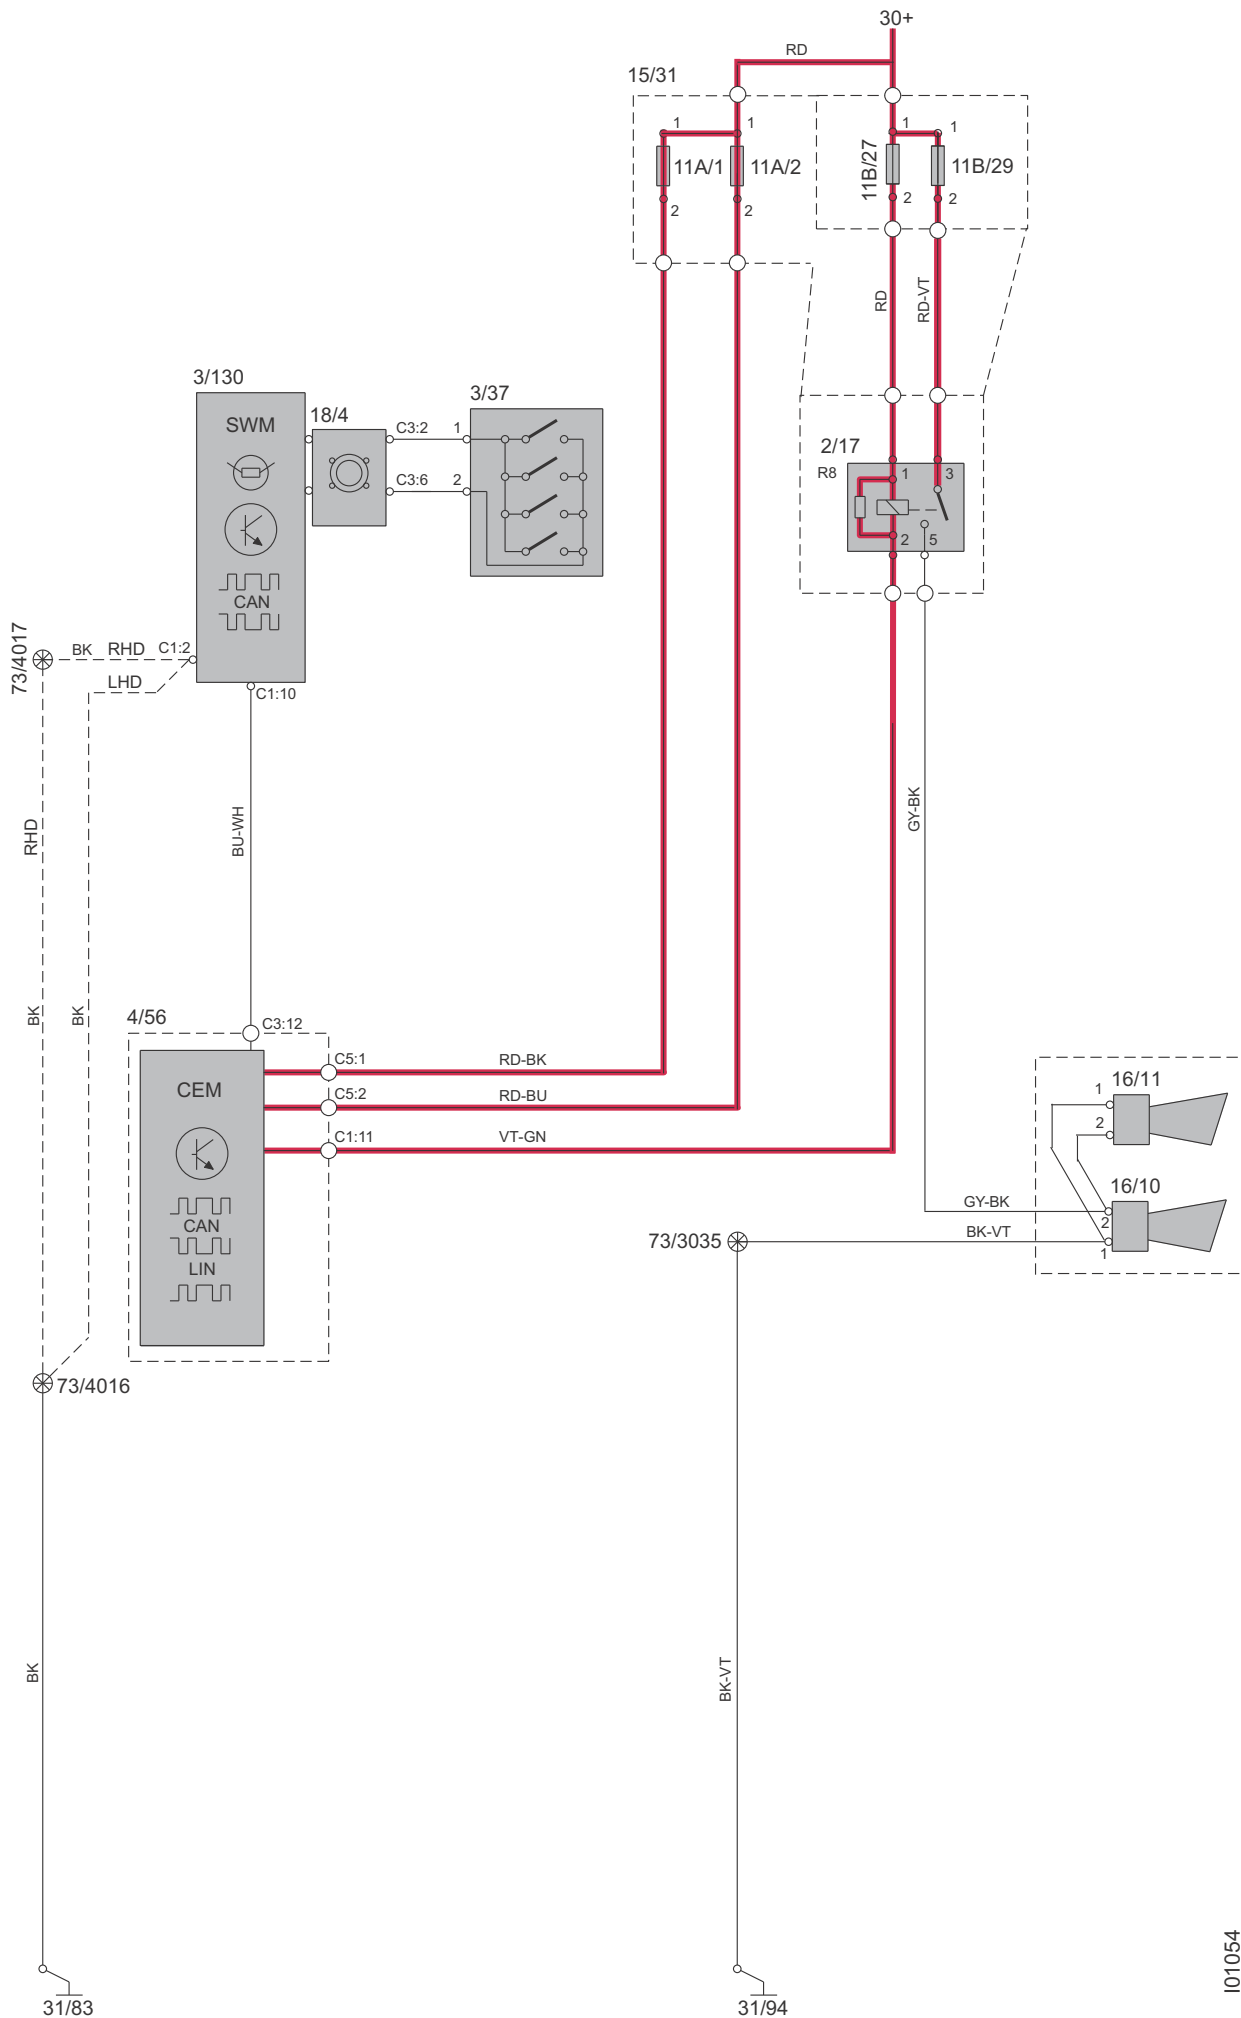 30+
RD
15/31
1
1
1
1
11A/1
11A/2
11B/27
11B/29
2
2
2
2
RD
RD-VT
3/130
SWM
18/4
3/37
C3:2
1
C3:6
2
2/17
R8
1
3
2
5
CAN
73/4017
BK
RHD
C1:2
LHD
C1:10
RHD
BU-WH
GY-BK
BK
BK
4/56
C3:12
CEM
C5:1
RD-BK
C5:2
RD-BU
C1:11
VT-GN
CAN
LIN
16/11
1
2
16/10
GY-BK
2
73/3035
BK-VT
1
73/4016
BK
BK-VT
31/83
31/94
I01054